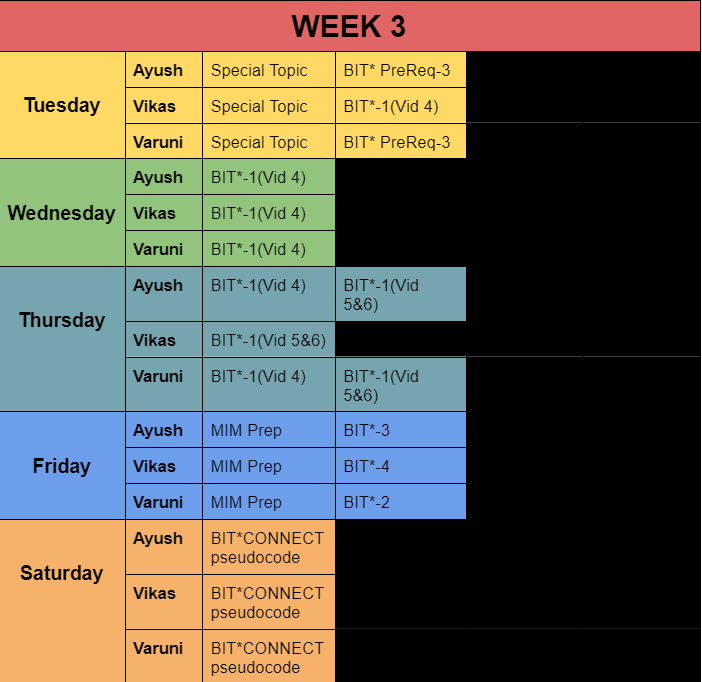 WEEK 3
Tuesday
Ayush Special Topic BIT* PreReq-3
Vikas Special Topic BIT*-1(Vid 4)
Varuni Special Topic BIT* PreReq-3
Wednesday
Ayush BIT*-1(Vid 4)
Vikas BIT*-1(Vid 4)
Varuni BIT*-1(Vid 4)
Thursday
Ayush BIT*-1(Vid 4) BIT*-1(Vid
5&6)
Vikas BIT*-1(Vid 5&6)
Varuni BIT*-1(Vid 4) BIT*-1(Vid
5&6)
Friday
Ayush MIM Prep BIT*-3
Vikas MIM Prep BIT*-4
Varuni MIM Prep BIT*-2
Saturday
Ayush BIT*CONNECT
pseudocode
Vikas BIT*CONNECT
pseudocode
Varuni BIT*CONNECT
pseudocode